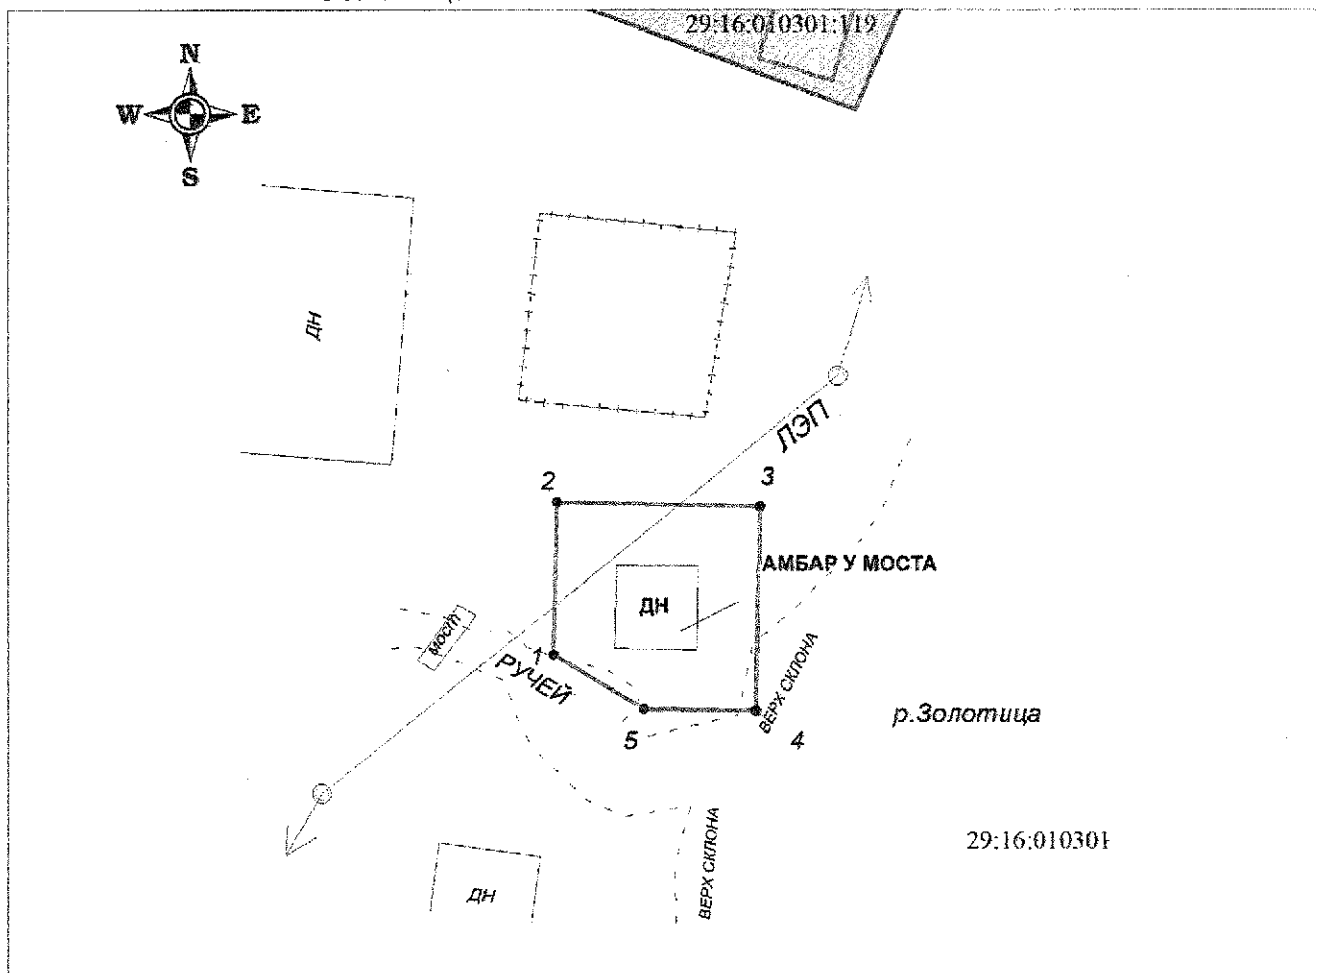 29:16:010301:119
N
W E
S
ДН
ЛЭП
2
3
АМБАР У МОСТА
ДН
мост
1
РУЧЕЙ
ВЕРХ СКЛОНА
р.Золотица
5
4
29:16:010301
ВЕРХ СКЛОНА
ДН